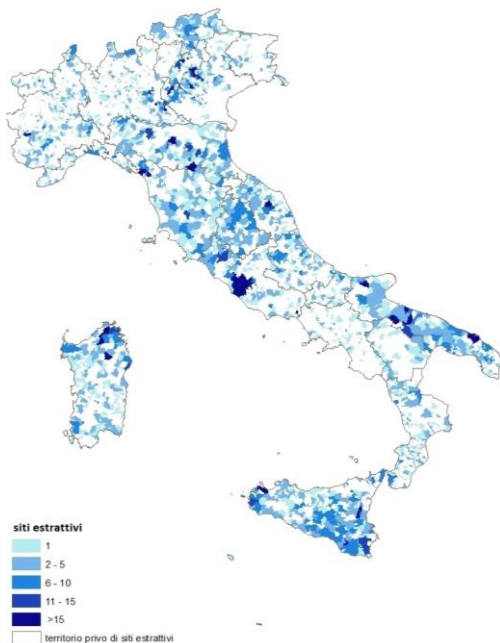 siti estrattivi
1
2 - 5
6 - 10
11 - 15
>15
territorio privo di siti estrattivi